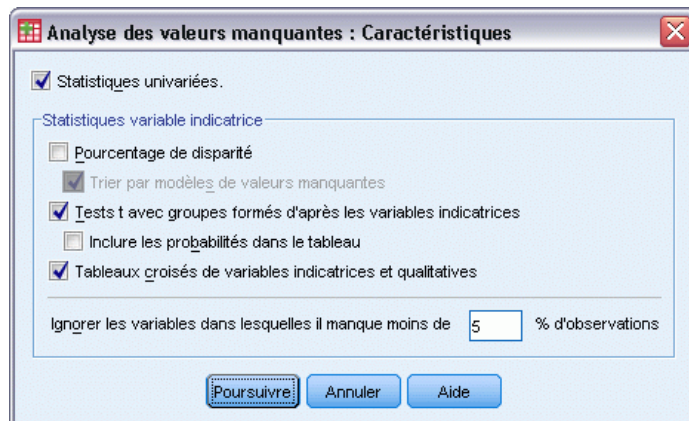 Analyse des valeurs manquantes : Caractéristiques
Statistiques univariées.
Statistiques variable indicatrice
Pourcentage de disparité
Trier par modèles de valeurs manquantes
Tests t avec groupes formés d'après les variables indicatrices
Inclure les probabilités dans le tableau
Tableaux croisés de variables indicatrices et qualitatives
Ignorer les variables dans lesquelles il manque moins de 5 % d'observations
Poursuivre Annuler Aide